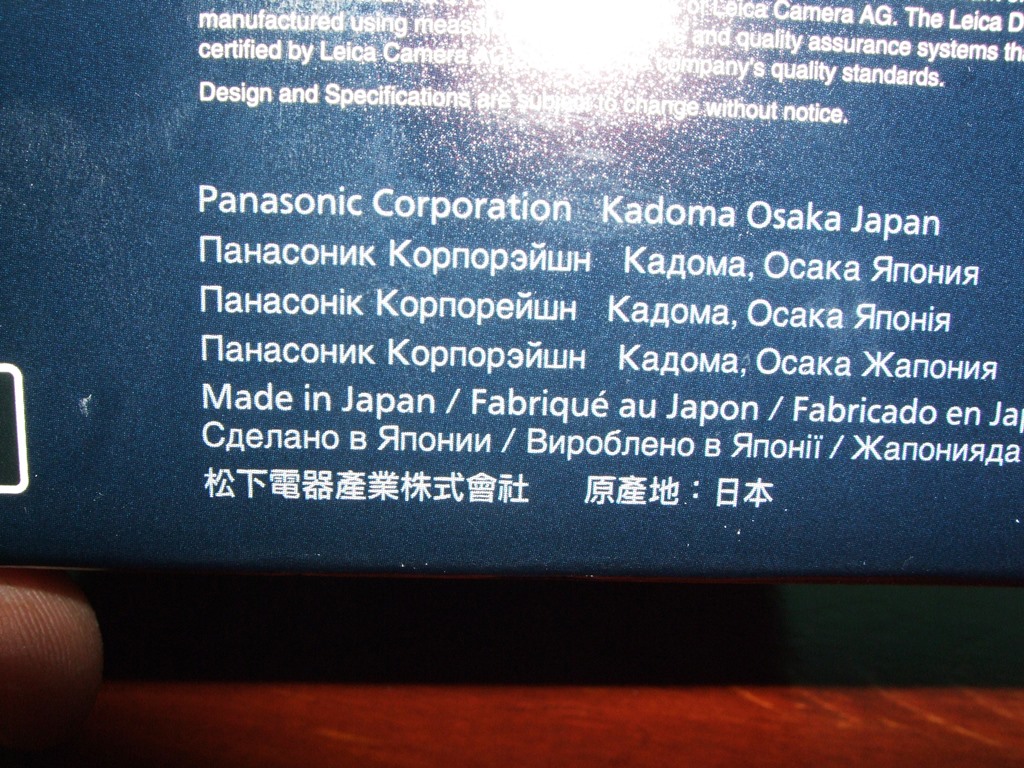 manufactured using of Leica Camera AG. The Leica
certified by Leica Camera and quality assurance systems
company's quality standards.
Design and Specifications are subject to change without notice.
Panasonic Corporation Kadoma Osaka Japan
Панасоник Корпорэйшн Кадома, Осака Япония
Панасонік Корпорейшн Кадома, Осака Японія
Панасоник Корпорэйшн Кадома, Осака Жапония
Made in Japan / Fabriqué au Japon / Fabricado en
Сделано в Японии / Вироблено в Японії / Жапонияда
松下電器產業株式會社 原產地：日本